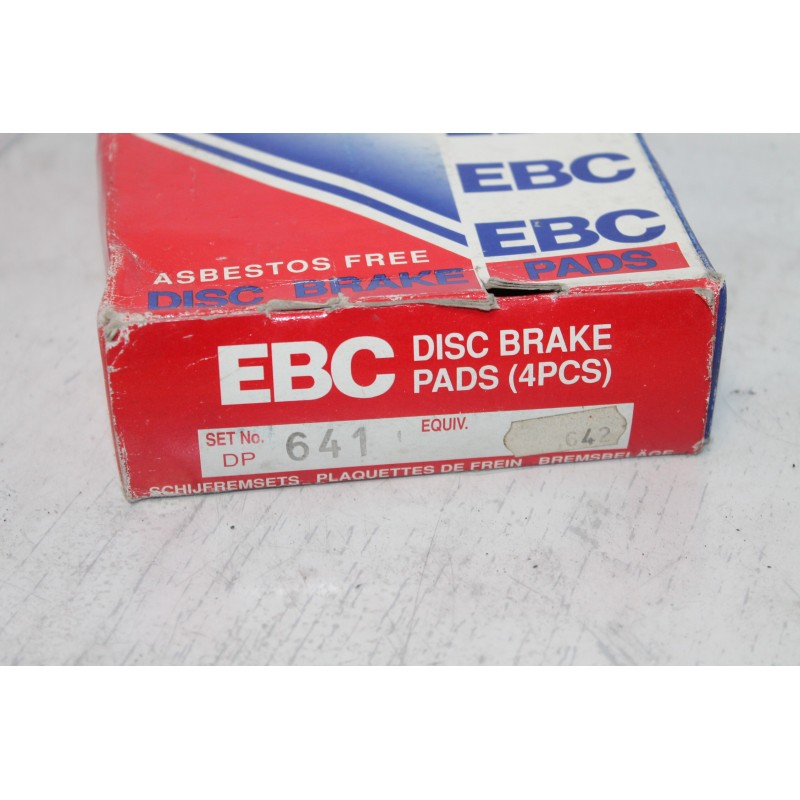 EBC
EBC
ASBESTOS FREE
DISC BRAKE PADS
EBC DISC BRAKE
PADS (4PCS)
SET No. 641 EQUIV. 642
DP
SCHIJFREMSETS PLAQUETTES DE FREIN BREMSBELÄGE